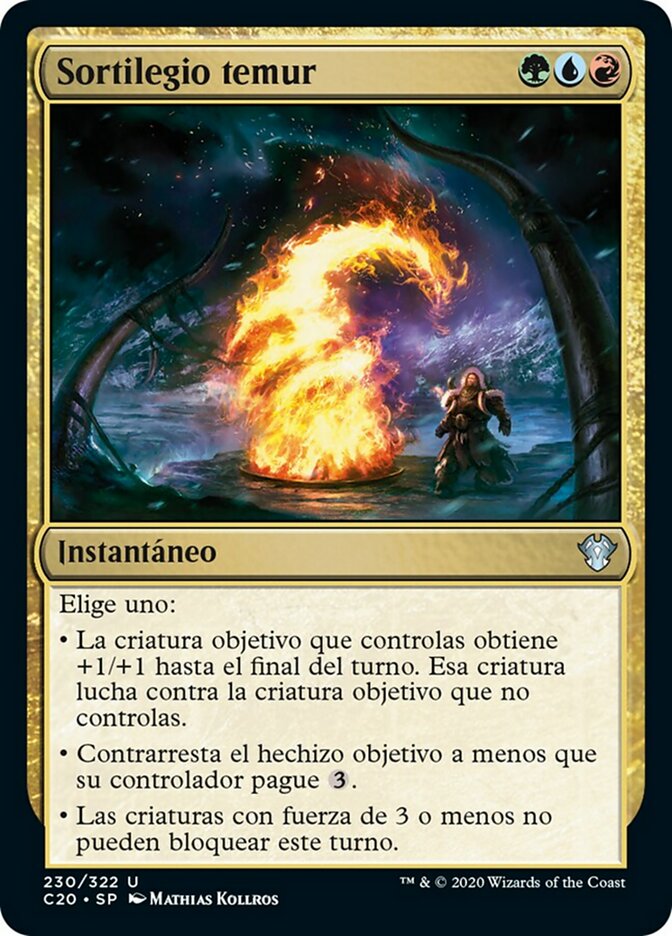 Sortilegio temur
Instantáneo
Elige uno:
• La criatura objetivo que controlas obtiene
+1/+1 hasta el final del turno. Esa criatura
lucha contra la criatura objetivo que no
controlas.
• Contrarresta el hechizo objetivo a menos que
su controlador pague 3.
• Las criaturas con fuerza de 3 o menos no
pueden bloquear este turno.
230/322 U
C20 • SP Mathias Kollros
™ & © 2020 Wizards of the Coast